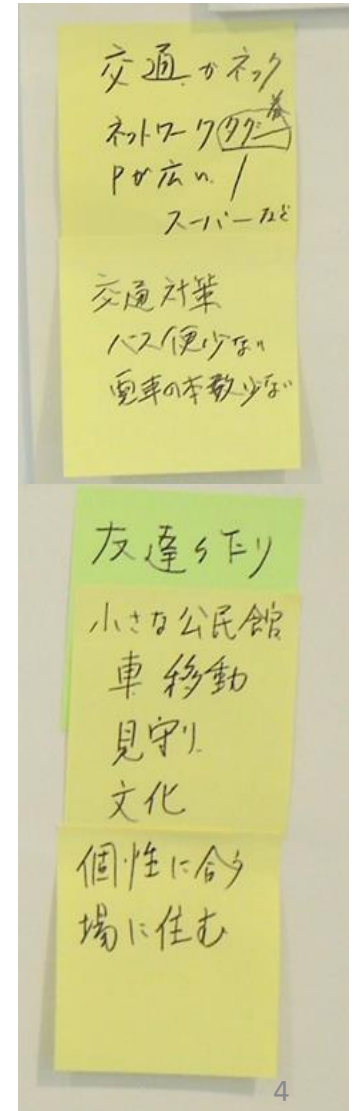 交通がネック
ネットワーク タグ
Pが広い
スーパーなど
交通対策
バス便少ない
電車の本数少ない
友達
小さな公民館
車移動
見守り
文化
個性に合う
場に住む
4